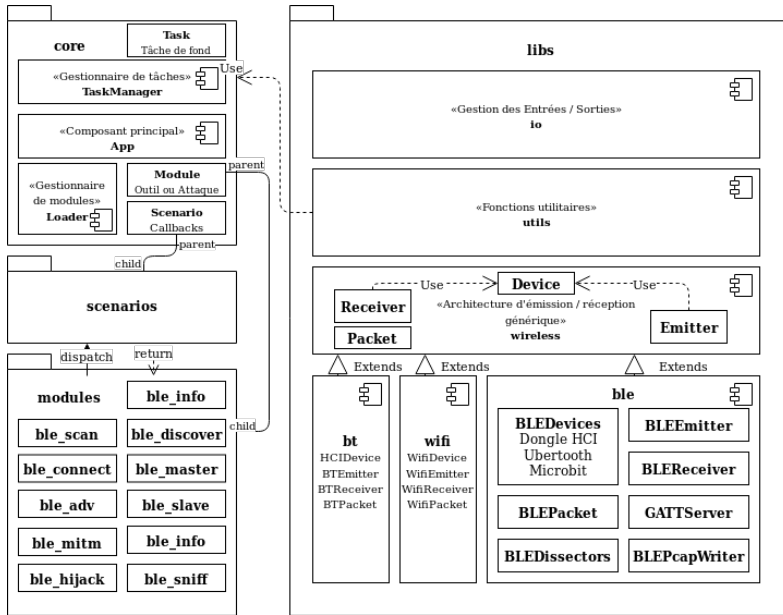 core
Task
Tâche de fond
«Gestionnaire de tâches»
TaskManager
Use
«Composant principal»
App
«Gestionnaire
de modules»
Loader
Module
Outil ou Attaque
parent
Scenario
Callbacks
parent
child
scenarios
dispatch
return
modules
ble_info
ble_scan
ble_discover
child
ble_connect
ble_master
ble_adv
ble_slave
ble_mitm
ble_info
ble_hijack
ble_sniff
libs
«Gestion des Entrées / Sorties»
io
«Fonctions utilitaires»
utils
Receiver
Use
Device
Use
«Architecture d'émission / réception
générique»
wireless
Packet
Emitter
Extends
Extends
Extends
bt
HCIDevice
BTEmitter
BTReceiver
BTPacket
wifi
WifiDevice
WifiEmitter
WifiReceiver
WifiPacket
ble
BLEDevices
Dongle HCI
Ubertooth
Microbit
BLEEmitter
BLEReceiver
BLEPacket
GATTServer
BLEDissectors
BLEPcapWriter